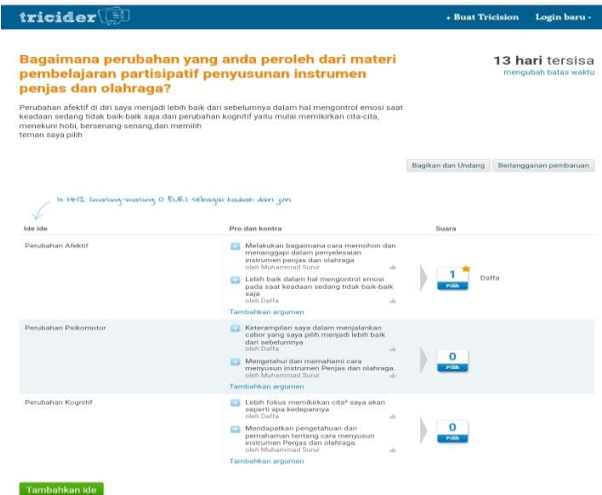 tricider
+ Buat Tricision
Login baru
Bagaimana perubahan yang anda peroleh dari materi
pembelajaran partisipatif penyusunan instrumen
penjas dan olahraga?
13 hari tersisa
mengubah batas waktu
Perubahan afektif di diri saya menjadi lebih baik dari sebelumnya dalam hal mengontrol emosi saat
keadaan sedang tidak baik-baik saja dan perubahan kognitif yaitu mulai memikirkan cita-cita,
menekuni hobi, bersenang-senang,dan memilih
teman saya pilih
Bagikan dan Undang
Berlangganan pembaruan
(masing-masing 0 EUR) sebagai hadiah dari juri
Ide ide
Pro dan kontra
Suara
Perubahan Afektif
Melakukan bagaimana cara memohon dan
menanggapi dalam penyelesaian
instrumen penjas dan olahraga
oleh Muhammad Surur
Lebih baik dalam hal mengontrol emosi
pada saat keadaan sedang tidak baik-baik
saja
oleh Daffa
Tambahkan argumen
1
Pilih
Daffa
Perubahan Psikomotor
Keterampilan saya dalam menjalankan
cabor yang saya pilih menjadi lebih baik
dari sebelumnya
oleh Daffa
Mengetahui dan memahami cara
menyusun instrumen Penjas dan olahraga.
oleh Muhammad Surur
Tambahkan argumen
0
Pilih
Perubahan Kognitif
Lebih fokus memikirkan cita² saya akan
seperti apa kedepannya
oleh Daffa
Mendapatkan pengetahuan dan
pemahaman tentang cara menyusun
instrumen Penjas dan olahraga.
oleh Muhammad Surur
Tambahkan argumen
0
Pilih
Tambahkan ide